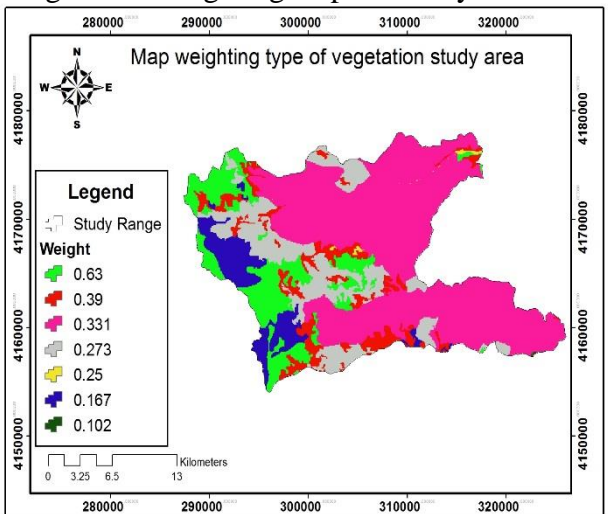 280000 290000 300000 310000 320000
Map weighting type of vegetation study area
N
W E
S
4180000 4180000
4170000 4170000
4160000 4160000
4150000 4150000
Legend
Study Range
Weight
0.63
0.39
0.331
0.273
0.25
0.167
0.102
Kilometers
0 3.25 6.5 13
280000 290000 300000 310000 320000